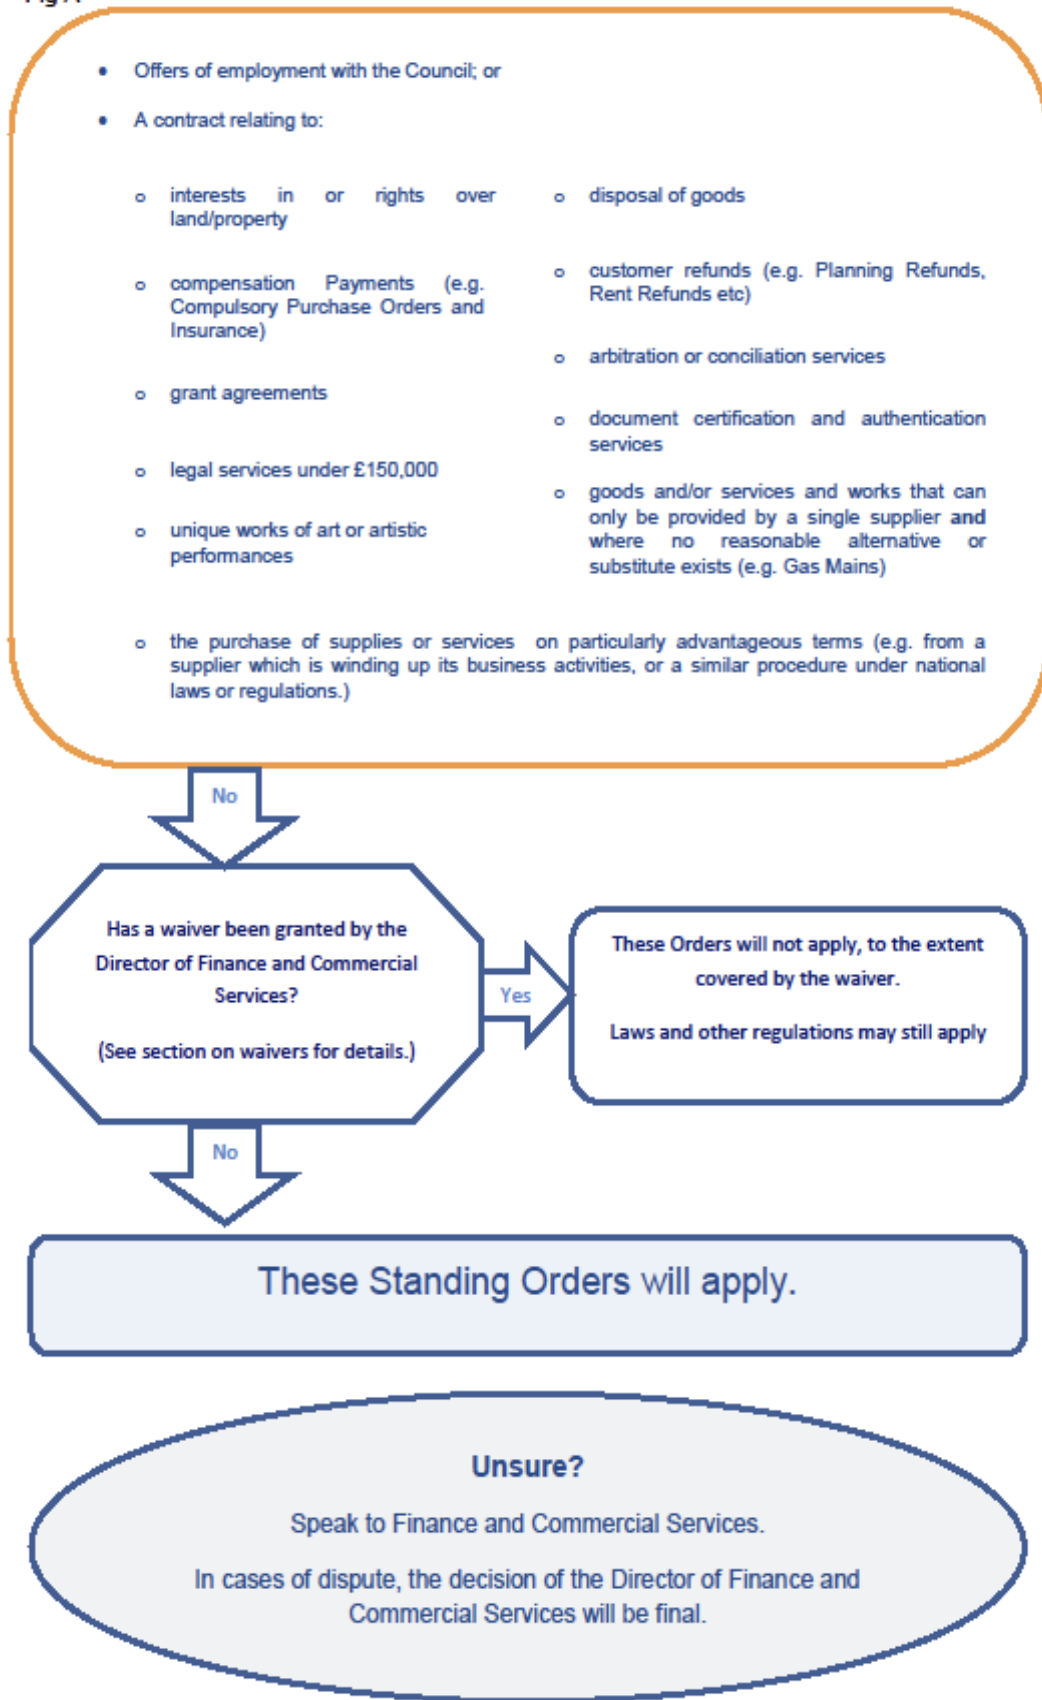 Fig A
• Offers of employment with the Council; or
• A contract relating to:
o interests in or rights over
land/property
o compensation Payments (e.g.
Compulsory Purchase Orders and
Insurance)
o grant agreements
o legal services under £150,000
o unique works of art or artistic
performances
o disposal of goods
o customer refunds (e.g. Planning Refunds,
Rent Refunds etc)
o arbitration or conciliation services
o document certification and authentication
services
o goods and/or services and works that can
only be provided by a single supplier and
where no reasonable alternative or
substitute exists (e.g. Gas Mains)
o the purchase of supplies or services on particularly advantageous terms (e.g. from a
supplier which is winding up its business activities, or a similar procedure under national
laws or regulations.)
No
Has a waiver been granted by the
Director of Finance and Commercial
Services?
(See section on waivers for details.)
Yes
These Orders will not apply, to the extent
covered by the waiver.
Laws and other regulations may still apply
No
These Standing Orders will apply.
Unsure?
Speak to Finance and Commercial Services.
In cases of dispute, the decision of the Director of Finance and
Commercial Services will be final.